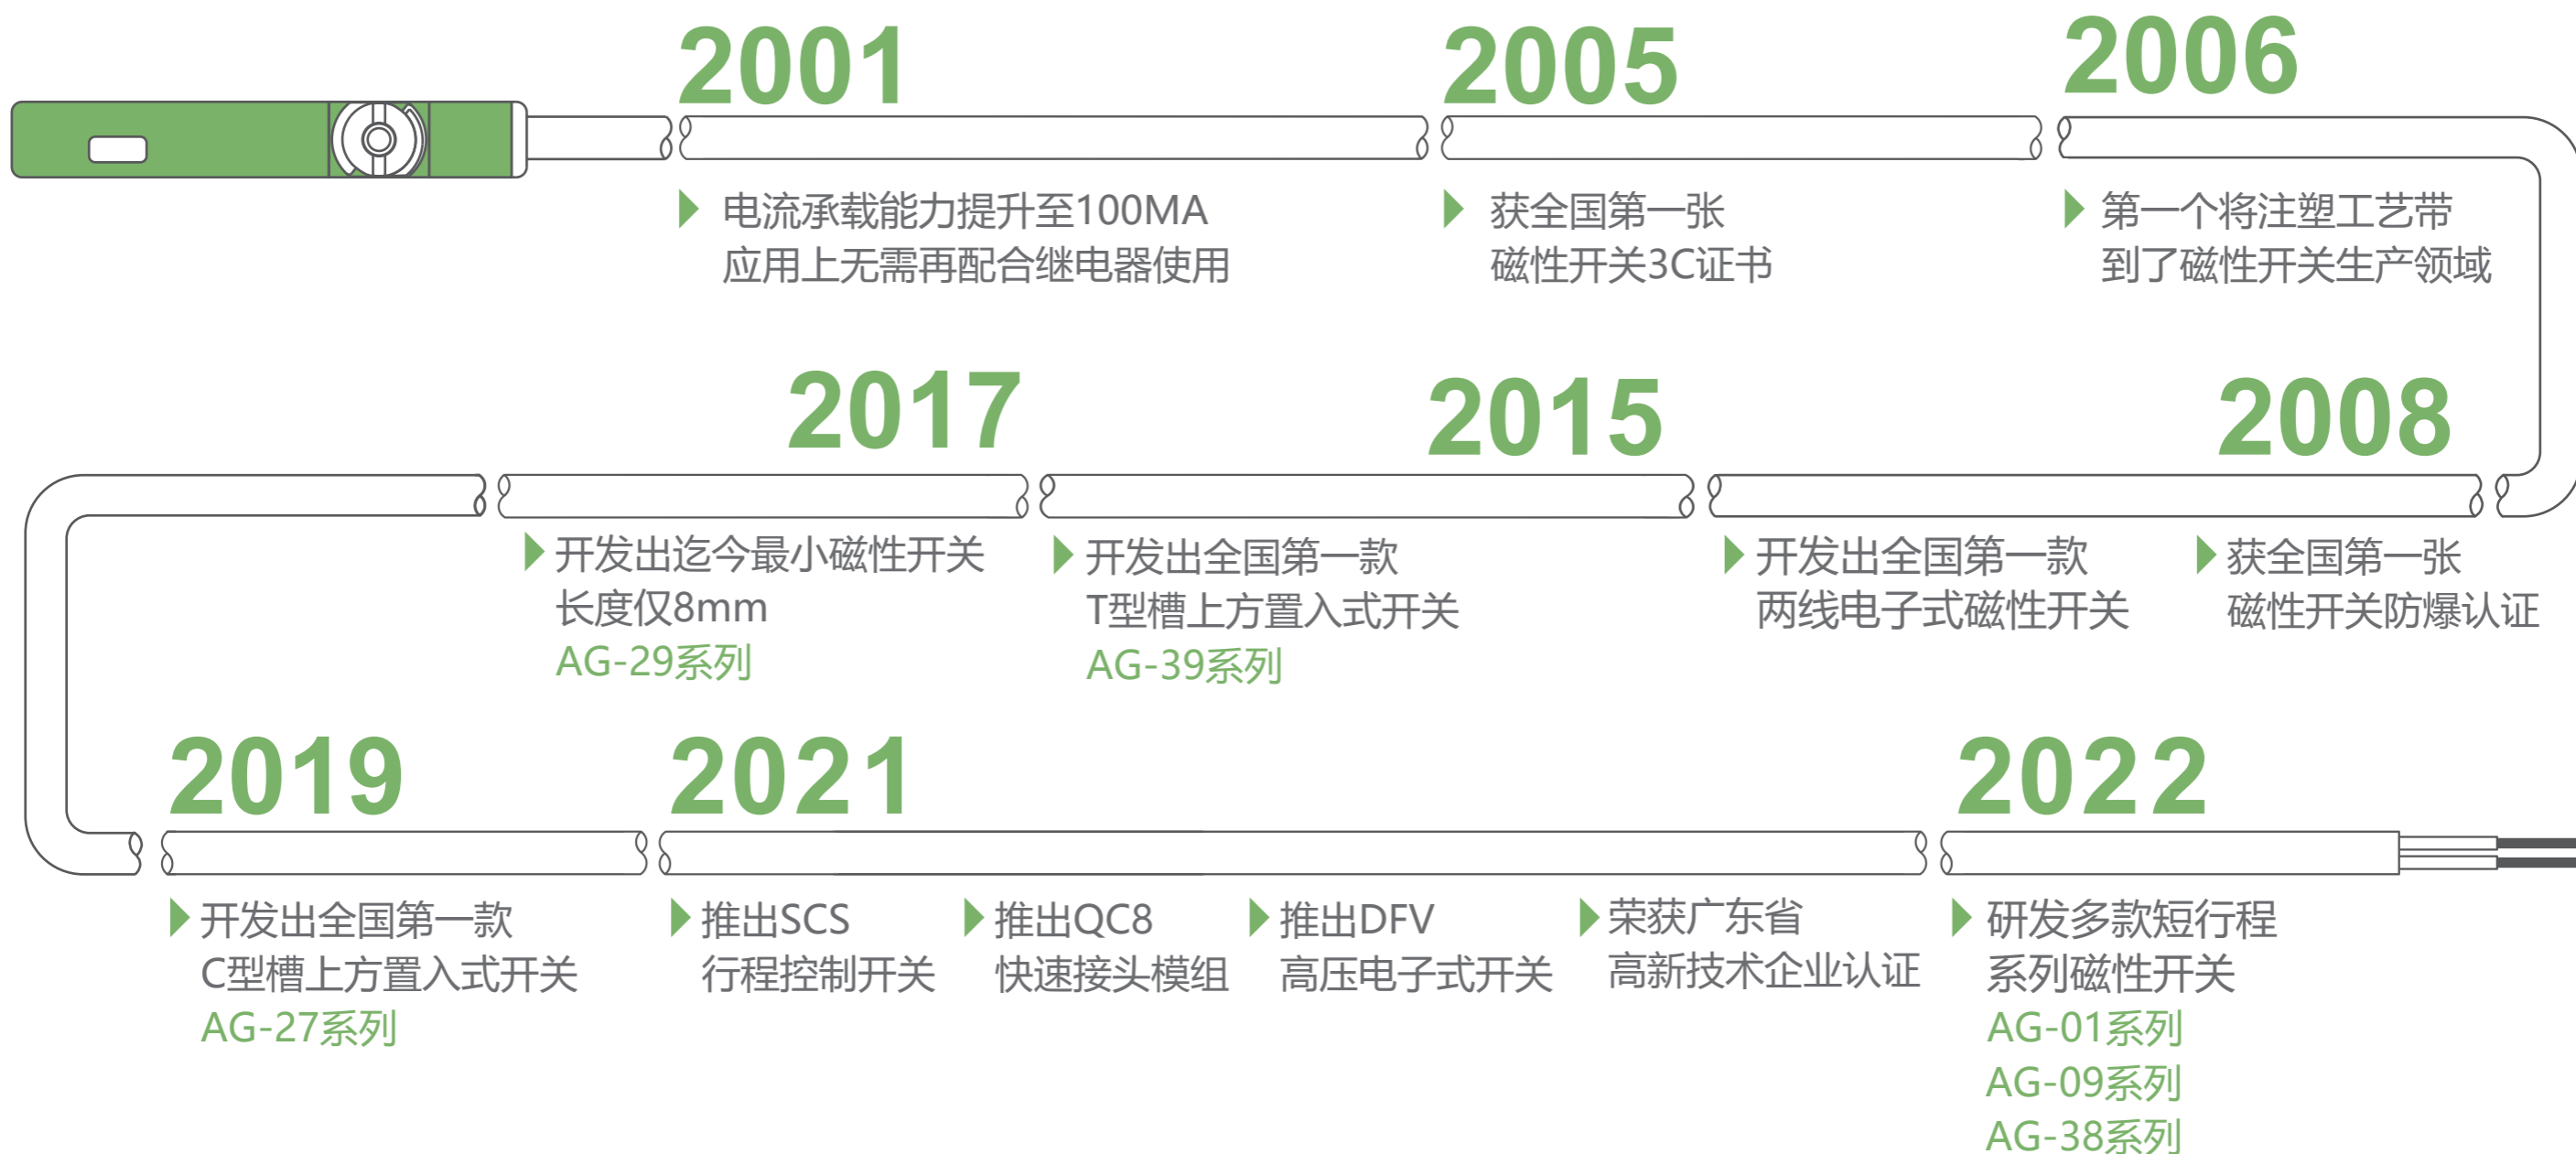 2001
电流承载能力提升至100MA
应用上无需再配合继电器使用
2005
获全国第一张
磁性开关3C证书
2006
第一个将注塑工艺带
到了磁性开关生产领域
2008
获全国第一张
磁性开关防爆认证
开发出全国第一款
两线电子式磁性开关
2015
开发出全国第一款
T型槽上方置入式开关
AG-39系列
2017
开发出迄今最小磁性开关
长度仅8mm
AG-29系列
2019
开发出全国第一款
C型槽上方置入式开关
AG-27系列
2021
推出SCS
行程控制开关
推出QC8
快速接头模组
推出DFV
高压电子式开关
荣获广东省
高新技术企业认证
2022
研发多款短行程
系列磁性开关
AG-01系列
AG-09系列
AG-38系列